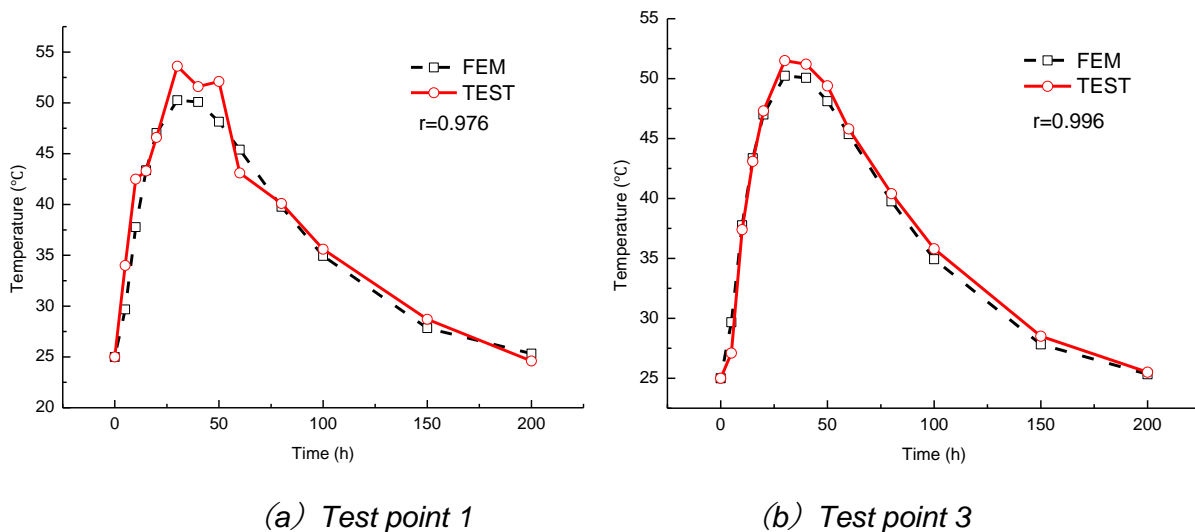 55
50
45
40
35
30
25
20
Temperature (℃)
FEM
TEST
r=0.976
0 50 100 150 200
Time (h)
(a) Test point 1
55
50
45
40
35
30
25
Temperature (℃)
FEM
TEST
r=0.996
0 50 100 150 200
Time (h)
(b) Test point 3